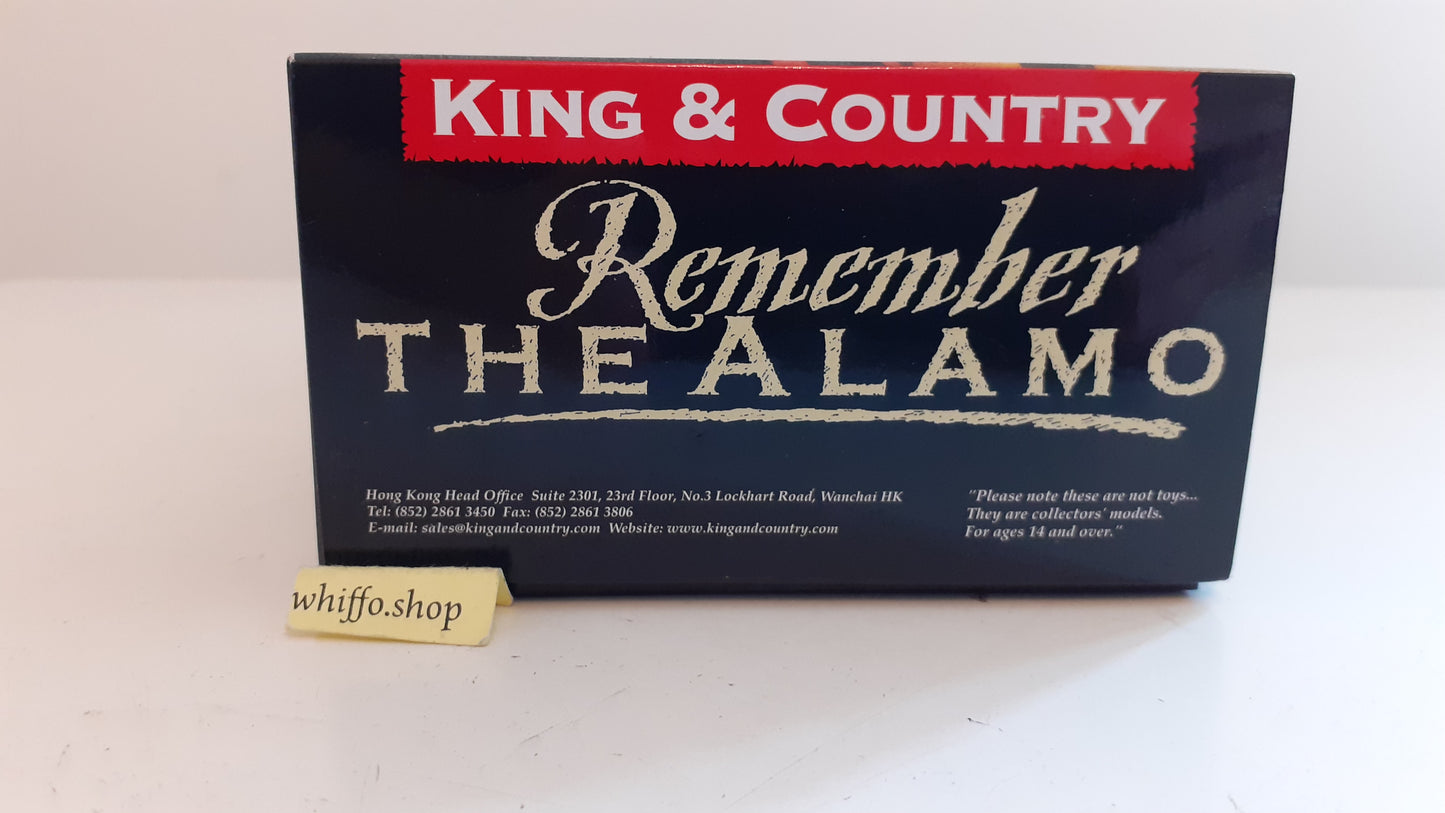 KING & COUNTRY
Remember
THE ALAMO
Hong Kong Head Office Suite 2301, 23rd Floor, No.3 Lockhart Road, Wanchai HK
Tel: (852) 2861 3450 Fax: (852) 2861 3806
E-mail: sales@kingandcountry.com Website: www.kingandcountry.com
"Please note these are not toys...
They are collectors' models.
For ages 14 and over."
whiffo.shop